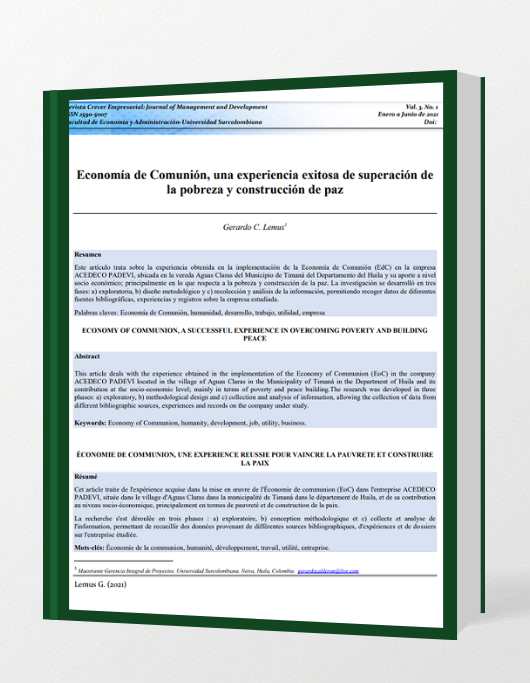 evista Crecer Empresarial: Journal of Management and Development
SSN 2590-5007
acultad de Economía y Administración-Universidad Surcolombiana
Vol. 3, No. 1
Enero a Junio de 2021
Doi:
Economía de Comunión, una experiencia exitosa de superación de
la pobreza y construcción de paz
Gerardo C. Lemus¹
Resumen
Este artículo trata sobre la experiencia obtenida en la implementación de la Economía de Comunión (EdC) en la empresa
ACEDECO PADEVI, ubicada en la vereda Aguas Claras del Municipio de Timaná del Departamento del Huila y su aporte a nivel
socio económico; principalmente en lo que respecta a la pobreza y construcción de la paz. La investigación se desarrolló en tres
fases: a) exploratoria, b) diseño metodológico y c) recolección y análisis de la información, permitiendo recoger datos de diferentes
fuentes bibliográficas, experiencias y registros sobre la empresa estudiada.
Palabras claves: Economía de Comunión, humanidad, desarrollo, trabajo, utilidad, empresa
ECONOMY OF COMMUNION, A SUCCESSFUL EXPERIENCE IN OVERCOMING POVERTY AND BUILDING
PEACE
Abstract
This article deals with the experience obtained in the implementation of the Economy of Communion (EoC) in the company
ACEDECO PADEVI located in the village of Aguas Claras in the Municipality of Timaná in the Department of Huila and its
contribution at the socio-economic level; mainly in terms of poverty and peace building.The research was developed in three
phases: a) exploratory, b) methodological design and c) collection and analysis of information, allowing the collection of data from
different bibliographic sources, experiences and records on the company under study.
Keywords: Economy of Communion, humanity, development, job, utility, business.
ÉCONOMIE DE COMMUNION, UNE EXPERIENCE REUSSIE POUR VAINCRE LA PAUVRETE ET CONSTRUIRE
LA PAIX
Résumé
Cet article traite de l'expérience acquise dans la mise en œuvre de l'Économie de communion (EoC) dans l'entreprise ACEDECO
PADEVI, située dans le village d'Aguas Claras dans la municipalité de Timaná dans le département de Huila, et de sa contribution
au niveau socio-économique, principalement en termes de pauvreté et de construction de la paix.
La recherche s'est déroulée en trois phases : a) exploratoire, b) conception méthodologique et c) collecte et analyse de
l'information, permettant de recueillir des données provenant de différentes sources bibliographiques, d'expériences et de dossiers
sur l'entreprise étudiée.
Mots-clés: Économie de la communion, humanité, développement, travail, utilité, entreprise.
¹ Maestrante Gerencia Integral de Proyectos. Universidad Surcolombiana. Neiva, Huila, Colombia.
Lemus G. (2021)